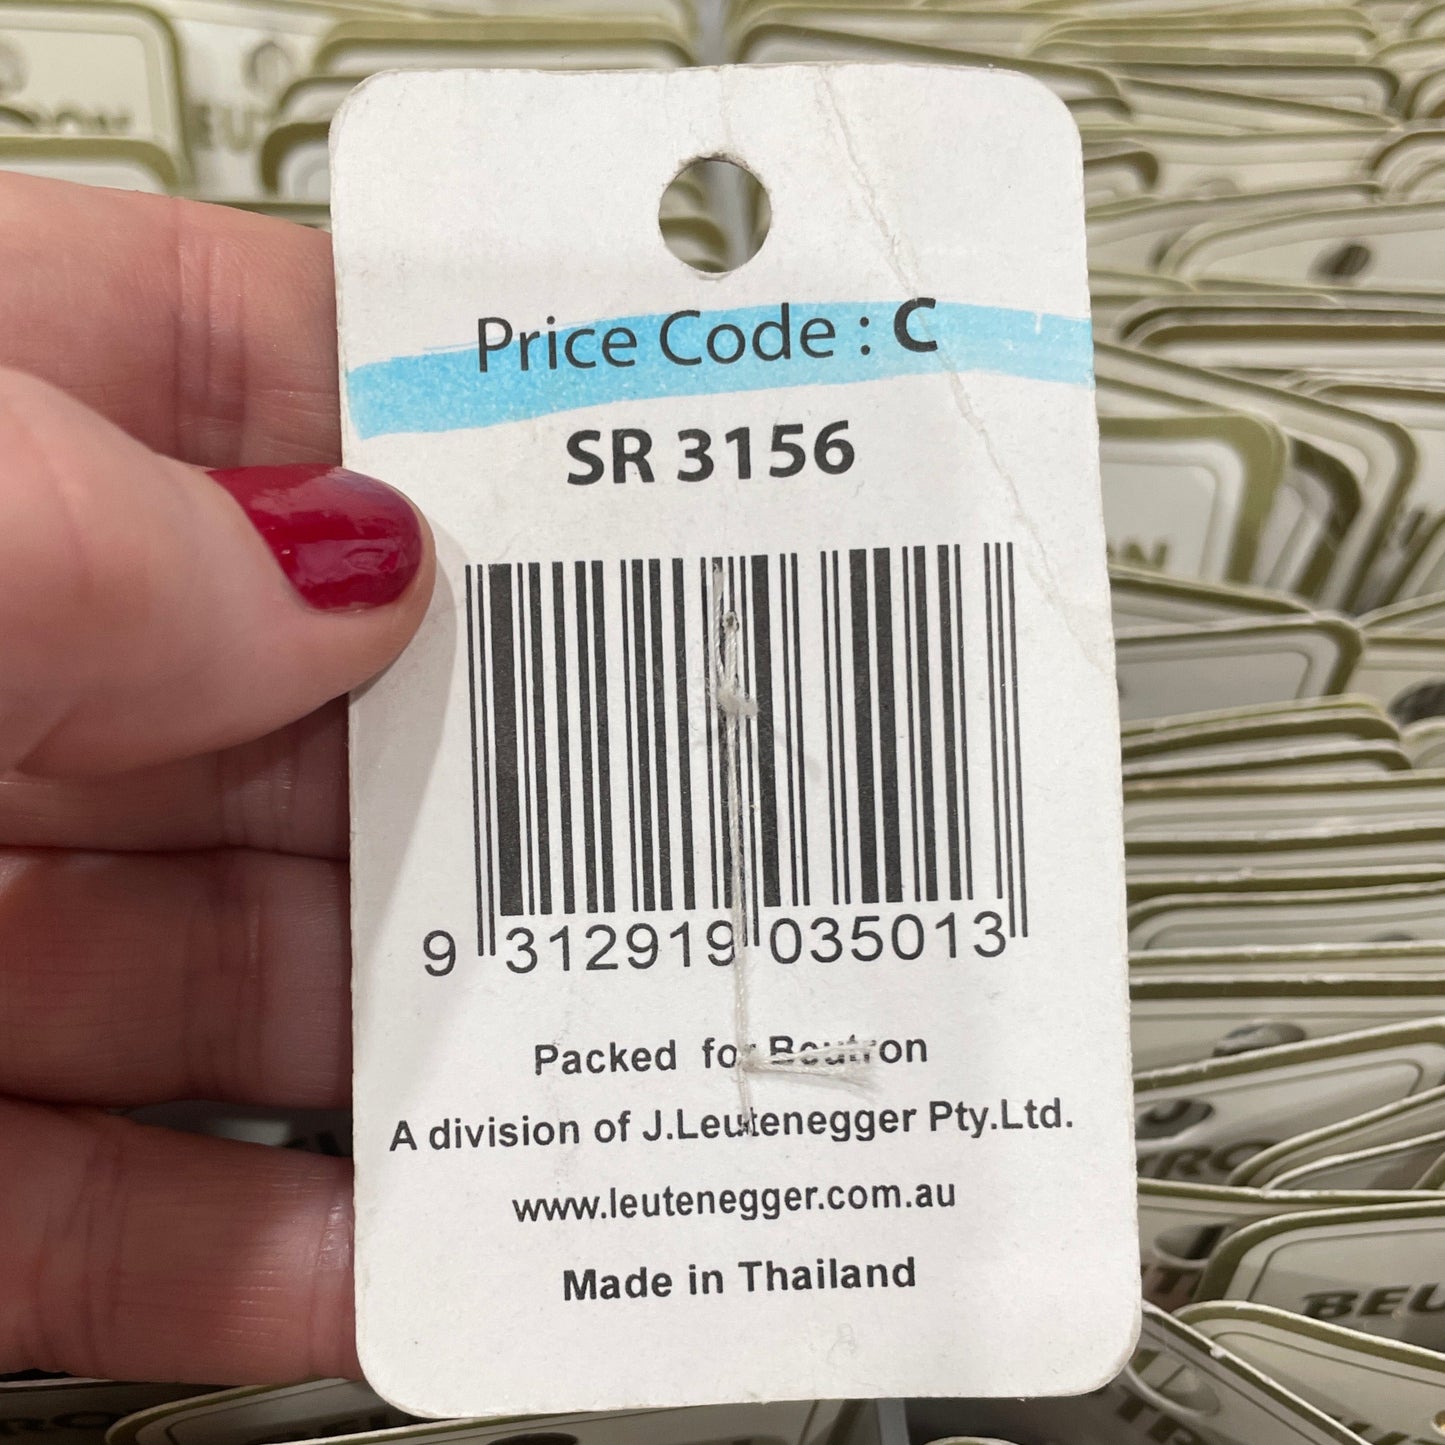 Price Code : C
SR 3156
9 312919 035013
Packed for Beutron
A division of J.Leutenegger Pty.Ltd.
www.leutenegger.com.au
Made in Thailand
BEU